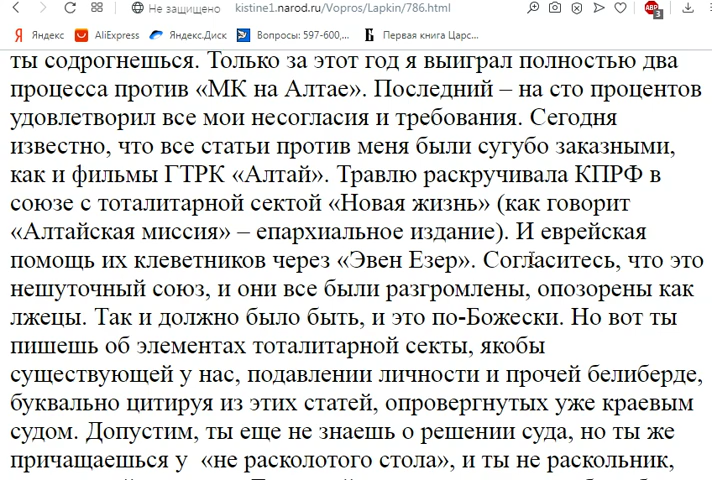 Не защищено kistine1.narod.ru/Vopros/Lapkin/786.html
Яндекс AliExpress Яндекс.Диск Вопросы: 597-600,... Первая книга Царс...
ты содрогнешься. Только за этот год я выиграл полностью два
процесса против «МК на Алтае». Последний – на сто процентов
удовлетворил все мои несогласия и требования. Сегодня
известно, что все статьи против меня были сугубо заказными,
как и фильмы ГТРК «Алтай». Травлю раскручивала КПРФ в
союзе с тоталитарной сектой «Новая жизнь» (как говорит
«Алтайская миссия» – епархиальное издание). И еврейская
помощь их клеветников через «Эвен Езер». Согласитесь, что это
нешуточный союз, и они все были разгромлены, опозорены как
лжецы. Так и должно было быть, и это по-Божески. Но вот ты
пишешь об элементах тоталитарной секты, якобы
существующей у нас, подавлении личности и прочей белиберде,
буквально цитируя из этих статей, опровергнутых уже краевым
судом. Допустим, ты еще не знаешь о решении суда, но ты же
причащаешься у «не расколотого стола», и ты не раскольник,